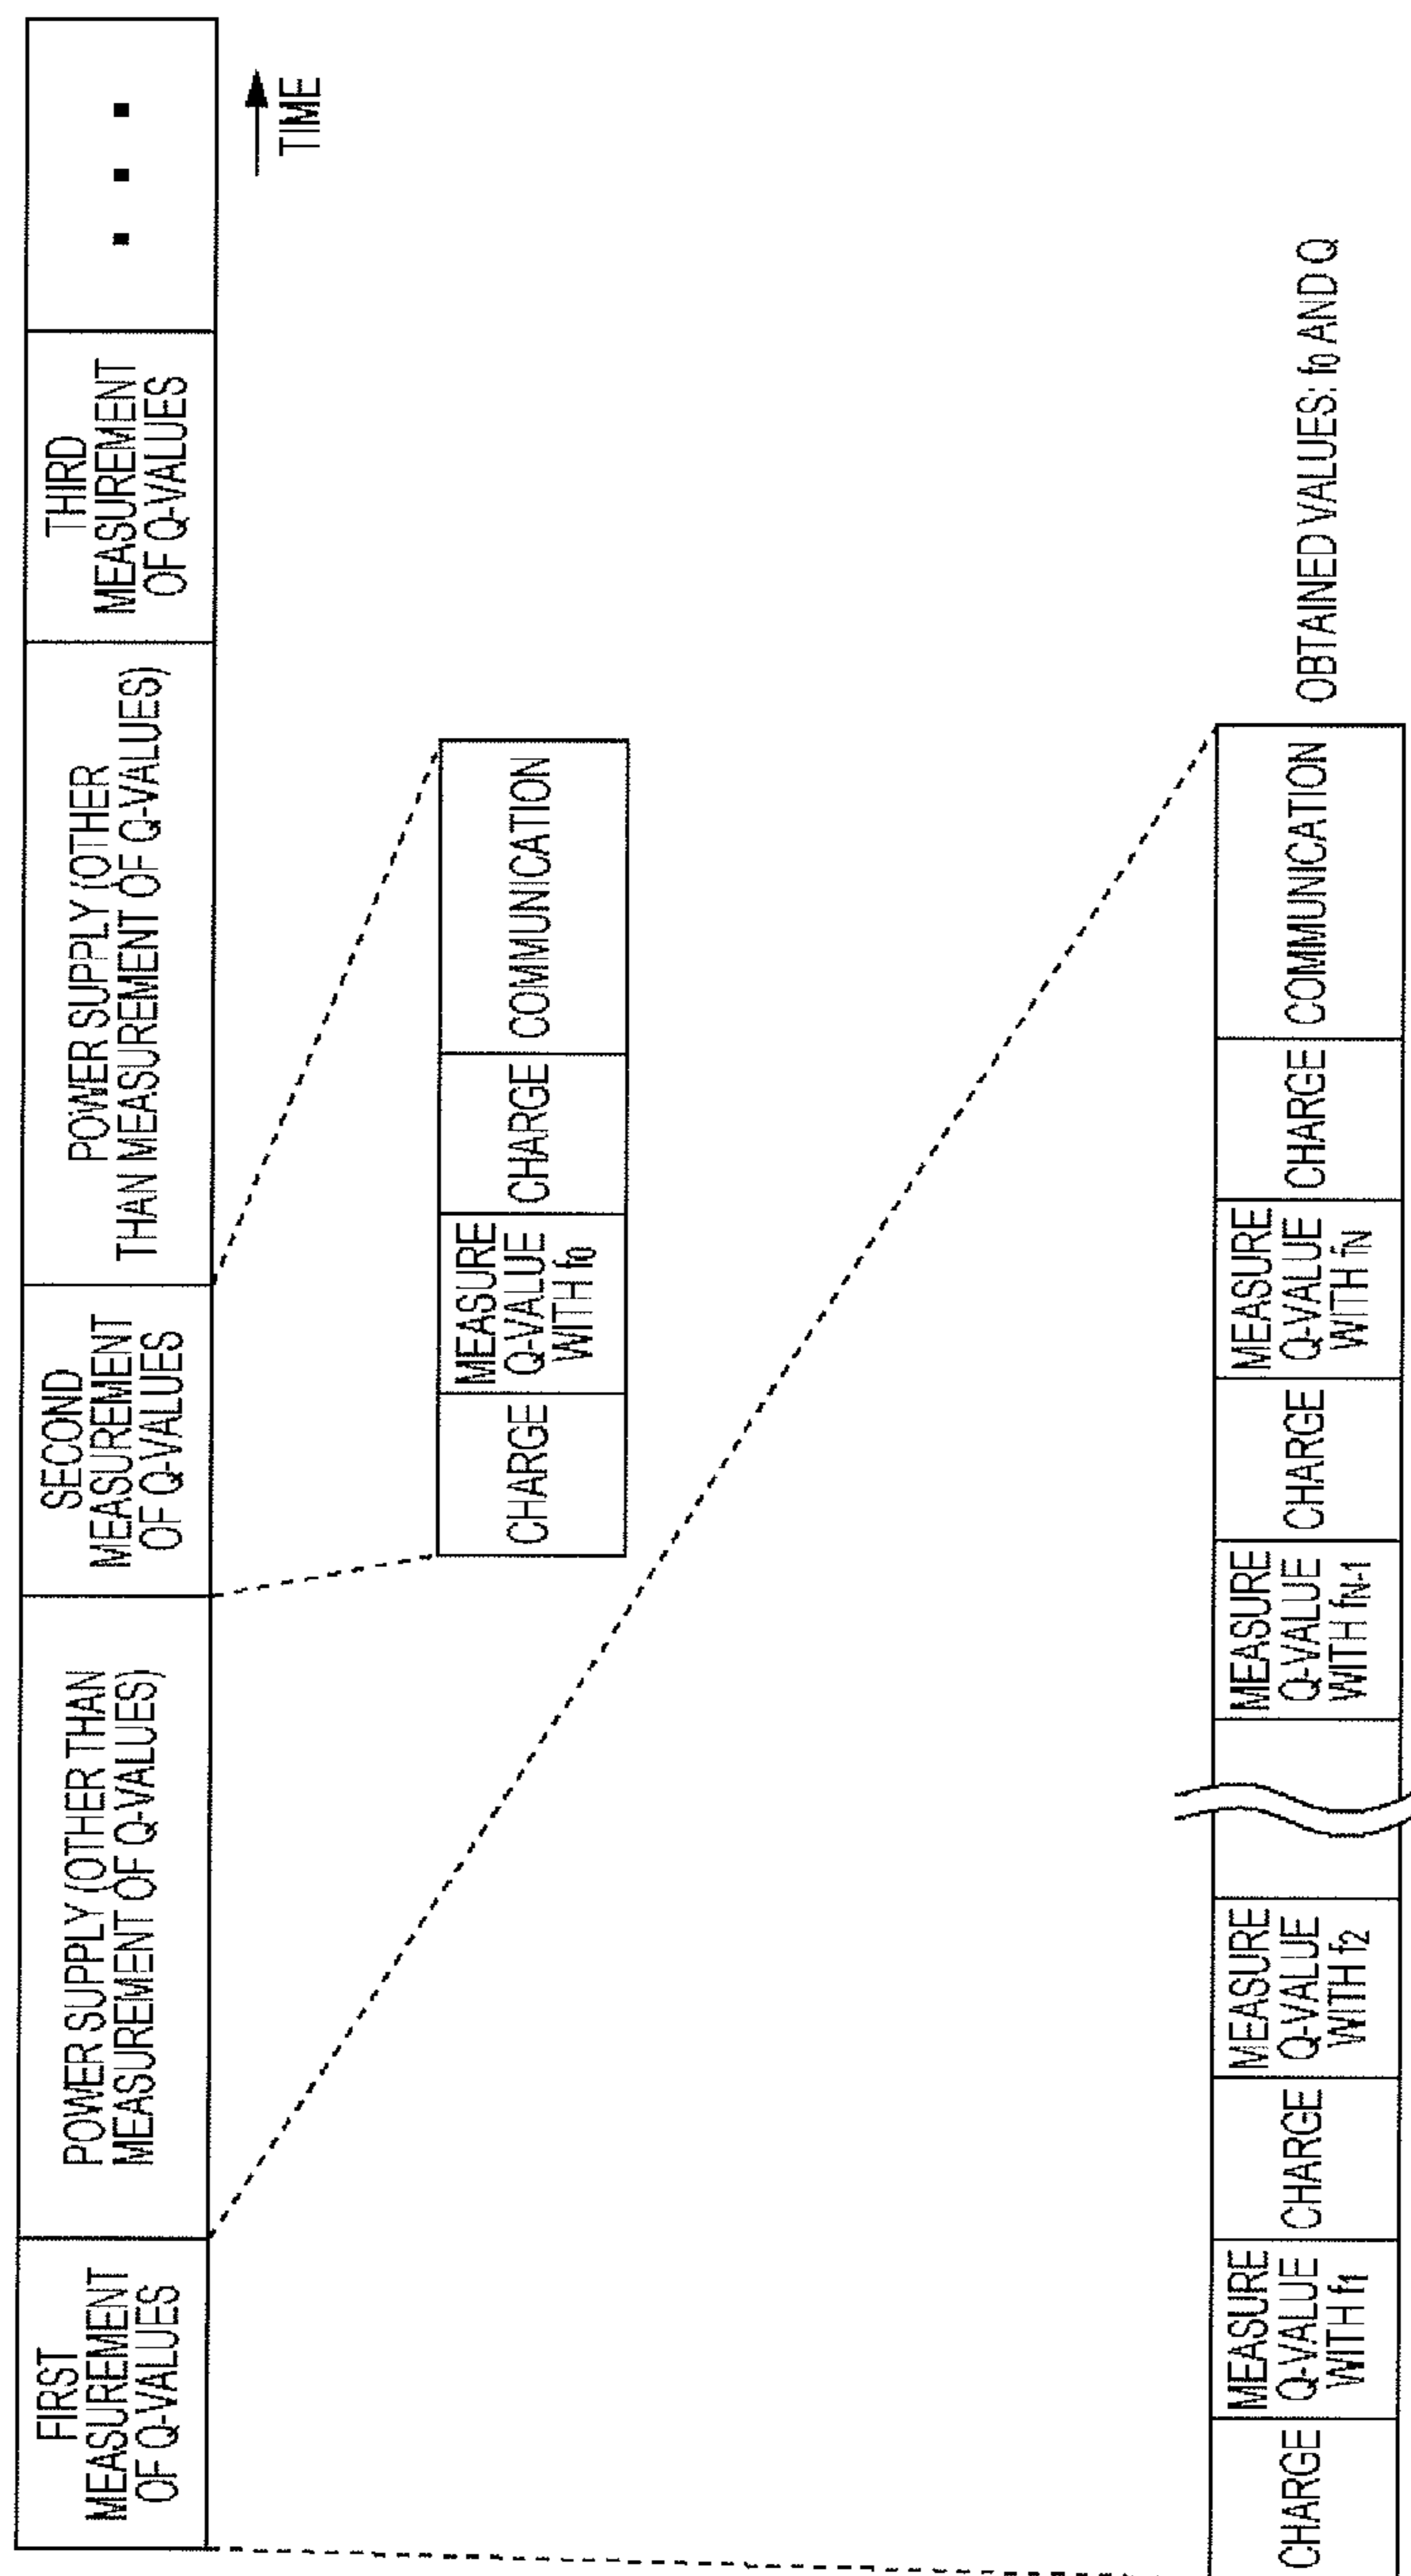 FIRST
MEASUREMENT
OF Q-VALUES
POWER SUPPLY (OTHER THAN
MEASUREMENT OF Q-VALUES)
SECOND
MEASUREMENT
OF Q-VALUES
POWER SUPPLY (OTHER
THAN MEASUREMENT OF Q-VALUES)
THIRD
MEASUREMENT
OF Q-VALUES
▪ ▪ ▪
TIME
CHARGE
MEASURE
Q-VALUE
WITH f0
CHARGE
COMMUNICATION
CHARGE
MEASURE
Q-VALUE
WITH f1
CHARGE
MEASURE
Q-VALUE
WITH f2
MEASURE
Q-VALUE
WITH fN-1
CHARGE
MEASURE
Q-VALUE
WITH fN
CHARGE
COMMUNICATION
OBTAINED VALUES: f0 AND Q